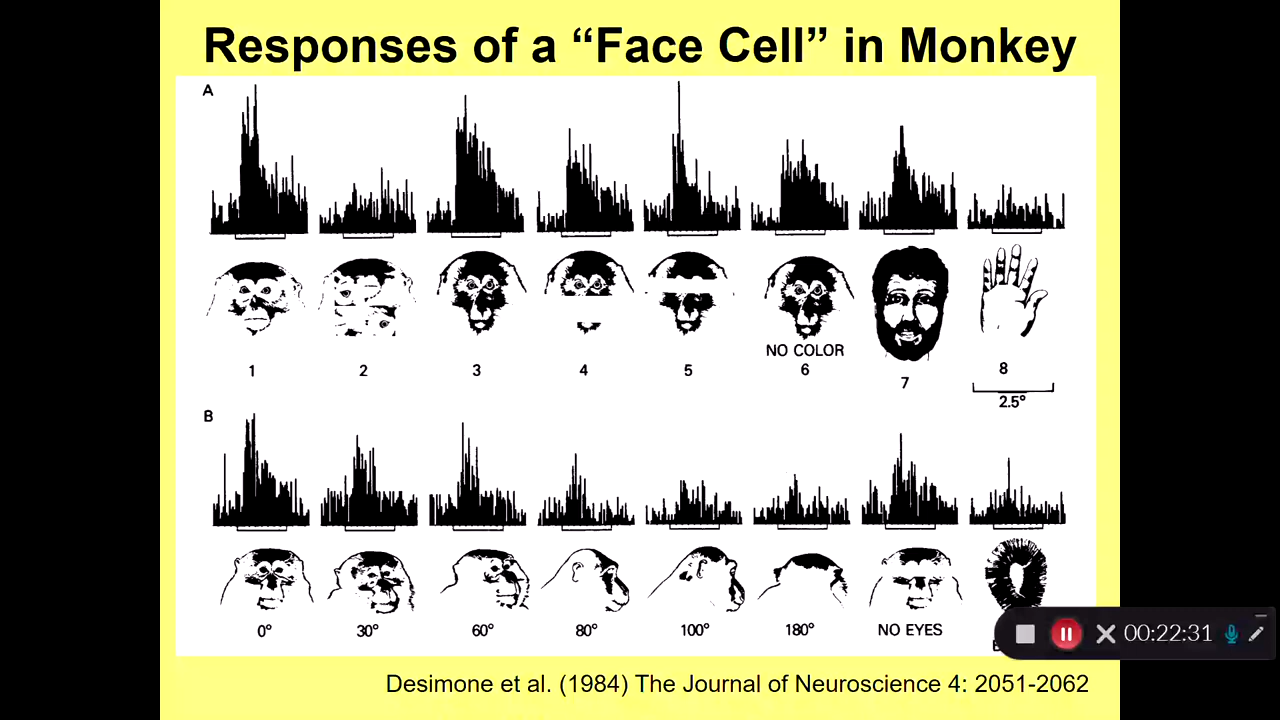 Responses of a “Face Cell” in Monkey
A
NO COLOR
1 2 3 4 5 6 7 8
2.5°
B
0° 30° 60° 80° 100° 180° NO EYES
00:22:31
Desimone et al. (1984) The Journal of Neuroscience 4: 2051-2062